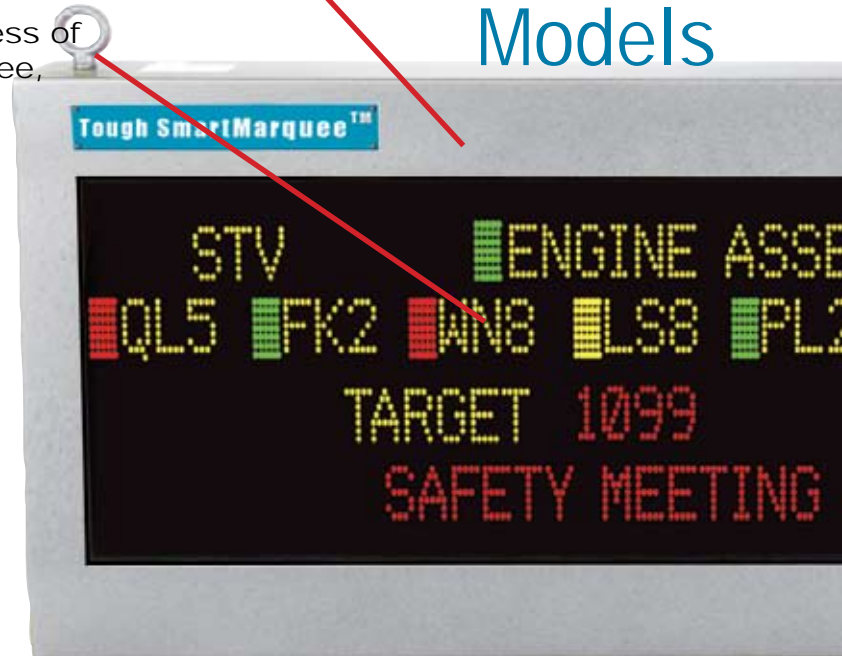 Models
ess of
ee,
Tough SmartMarquee™
STV ENGINE ASSE
QL5 FK2 WN8 LS8 PL2
TARGET 1099
SAFETY MEETING